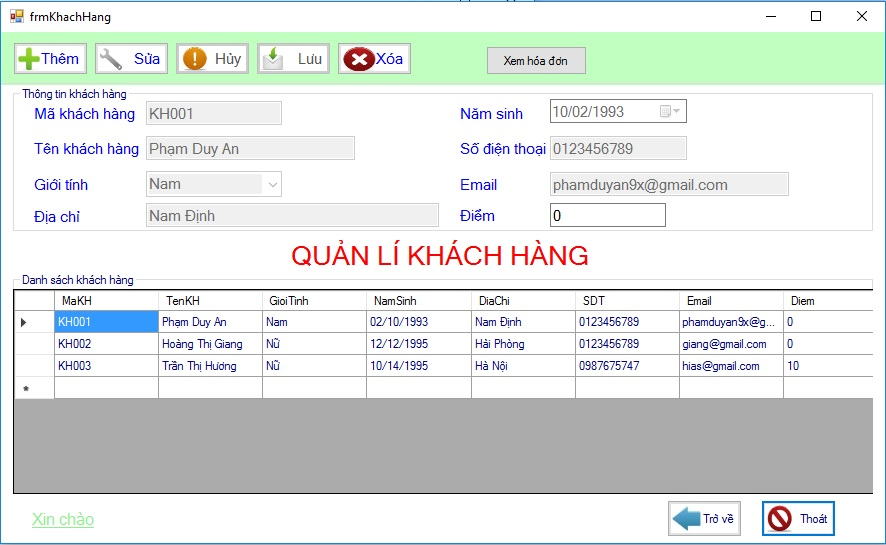 frmKhachHang
Thêm Sửa Hủy Lưu Xóa Xem hóa đơn
Thông tin khách hàng
Mã khách hàng KH001 Năm sinh 10/02/1993
Tên khách hàng Phạm Duy An Số điện thoại 0123456789
Giới tính Nam Email phamduyan9x@gmail.com
Địa chỉ Nam Định Điểm 0
QUẢN LÍ KHÁCH HÀNG
Danh sách khách hàng
MaKH TenKH GioiTinh NamSinh DiaChi SDT Email Diem
KH001 Phạm Duy An Nam 02/10/1993 Nam Định 0123456789 phamduyan9x@g... 0
KH002 Hoàng Thị Giang Nữ 12/12/1995 Hải Phòng 0123456789 giang@gmail.com 0
KH003 Trần Thị Hương Nữ 10/14/1995 Hà Nội 0987675747 hias@gmail.com 10
Xin chào Trở về Thoát